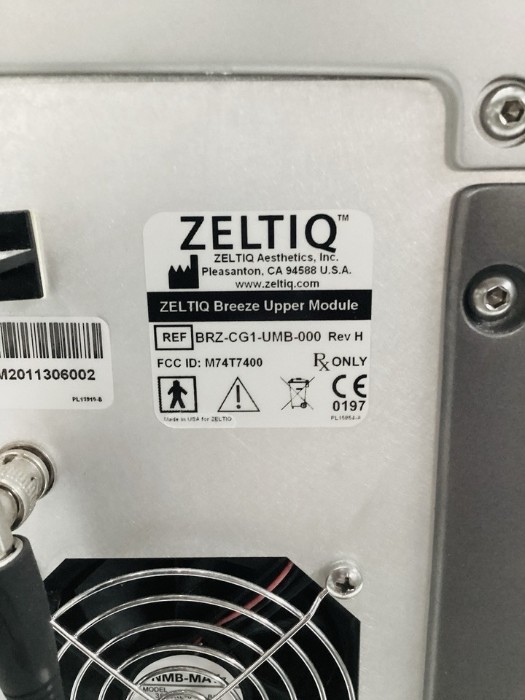 ZELTIQ™
ZELTIQ Aesthetics, Inc.
Pleasanton, CA 94588 U.S.A.
www.zeltiq.com
ZELTIQ Breeze Upper Module
REF BRZ-CG1-UMB-000 Rev H
FCC ID: M74T7400 Rx ONLY
CE
0197
Made in USA for ZELTIQ
M2011306002
MODEL